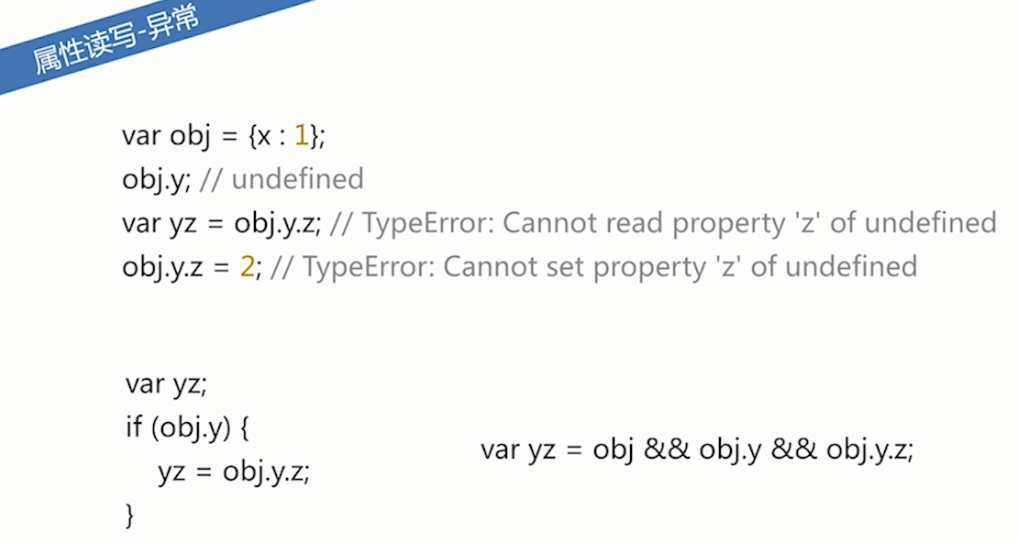 属性读写-异常
var obj = {x : 1};
obj.y; // undefined
var yz = obj.y.z; // TypeError: Cannot read property 'z' of undefined
obj.y.z = 2; // TypeError: Cannot set property 'z' of undefined
var yz;
if (obj.y) {
yz = obj.y.z;
}
var yz = obj && obj.y && obj.y.z;